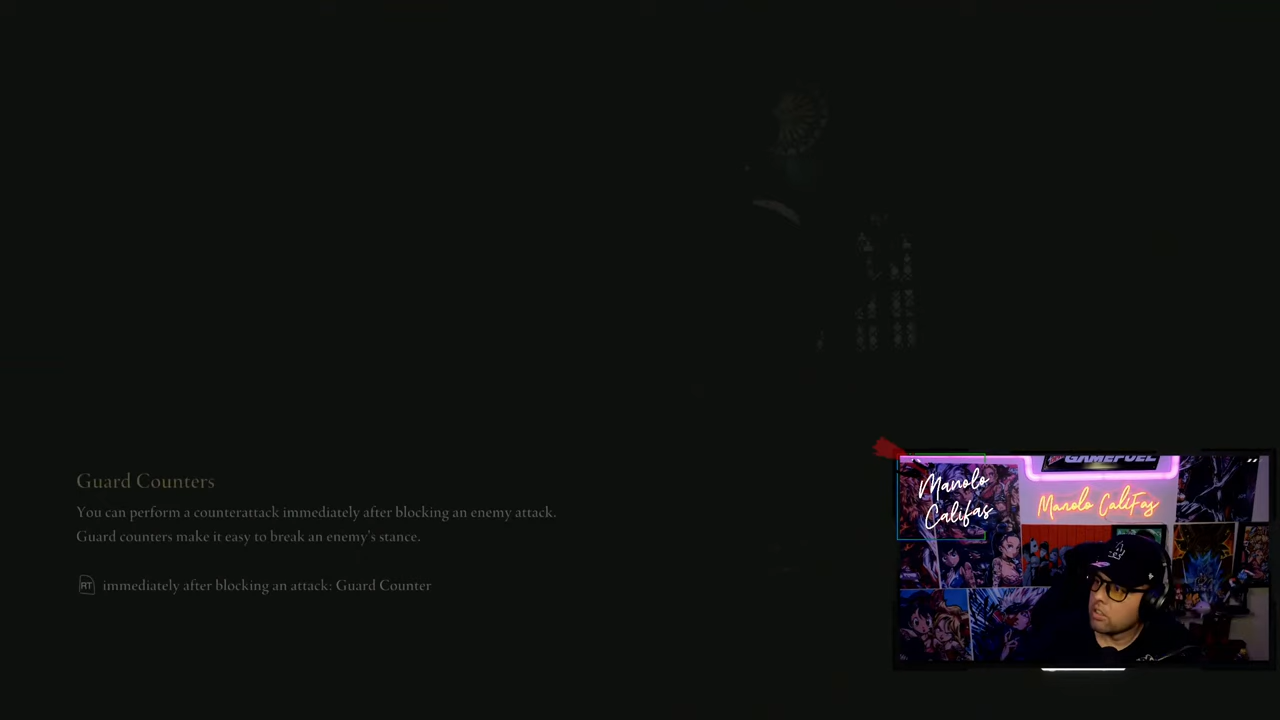 GAMEFUEL
Manolo
Califas
Manolo CaliFas
Guard Counters
You can perform a counterattack immediately after blocking an enemy attack.
Guard counters make it easy to break an enemy's stance.
RT immediately after blocking an attack: Guard Counter